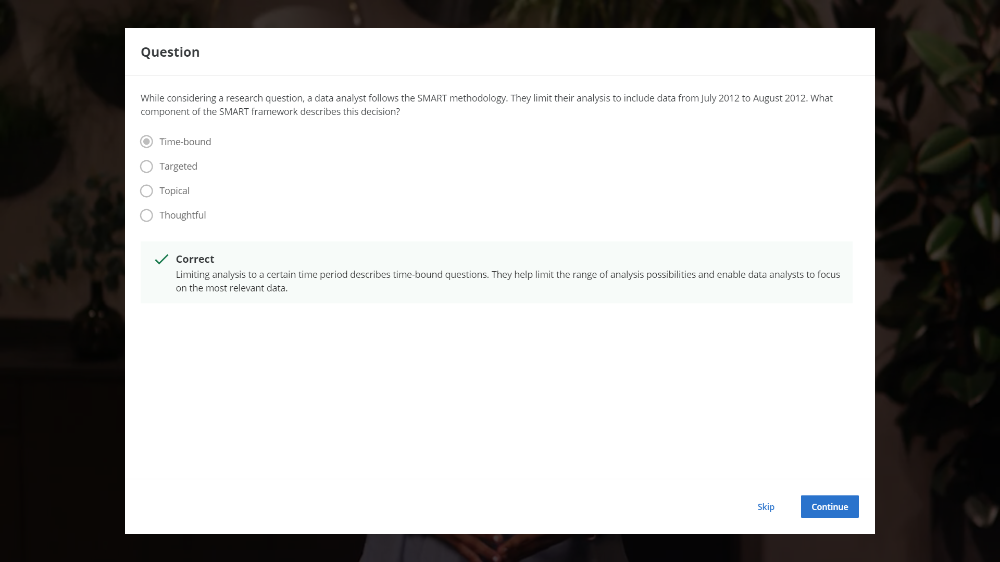 Question
While considering a research question, a data analyst follows the SMART methodology. They limit their analysis to include data from July 2012 to August 2012. What
component of the SMART framework describes this decision?
Time-bound
Targeted
Topical
Thoughtful
Correct
Limiting analysis to a certain time period describes time-bound questions. They help limit the range of analysis possibilities and enable data analysts to focus
on the most relevant data.
Skip
Continue